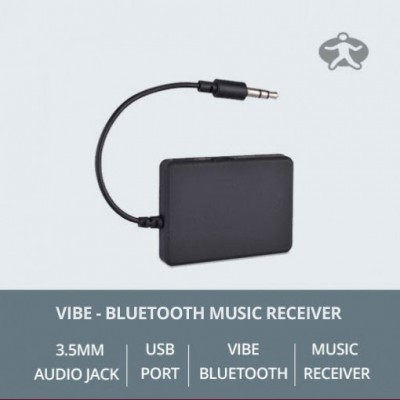 VIBE - BLUETOOTH MUSIC RECEIVER
3.5MM
AUDIO JACK
USB
PORT
VIBE
BLUETOOTH
MUSIC
RECEIVER